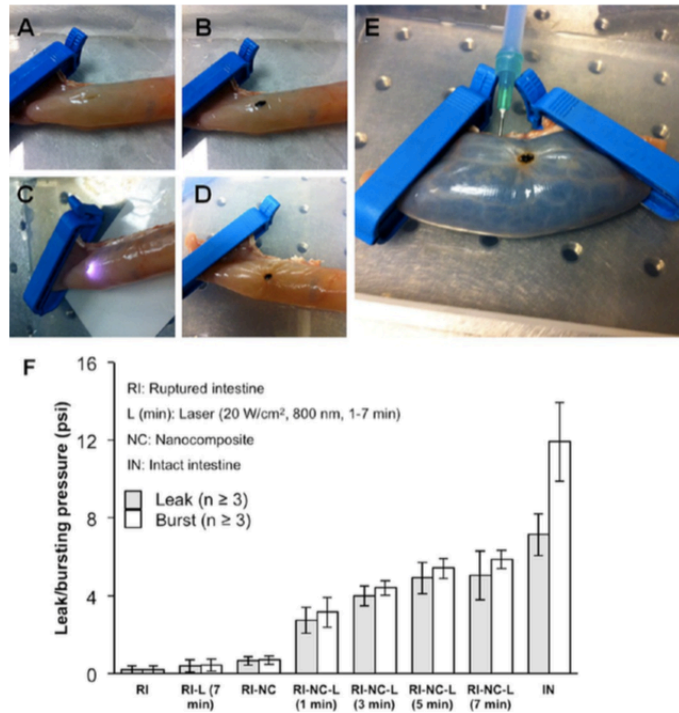 A
B
C
D
E
F
Leak/bursting pressure (psi)
16
12
8
4
0
RI: Ruptured intestine
L (min): Laser (20 W/cm², 800 nm, 1-7 min)
NC: Nanocomposite
IN: Intact intestine
Leak (n ≥ 3)
Burst (n ≥ 3)
RI
RI-L (7
min)
RI-NC
RI-NC-L
(1 min)
RI-NC-L
(3 min)
RI-NC-L
(5 min)
RI-NC-L
(7 min)
IN